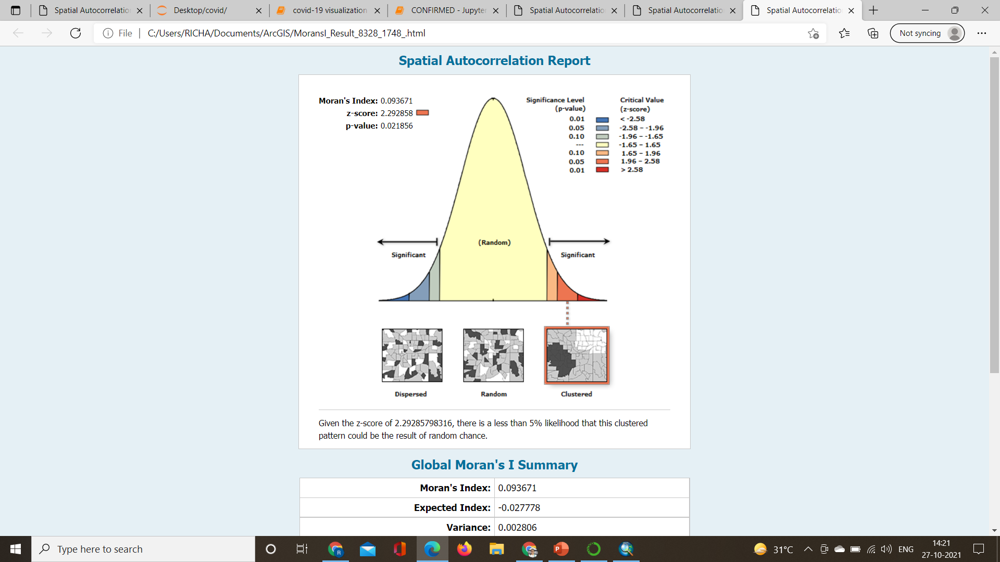 Spatial Autocorrelatio
Desktop/covid/
covid-19 visualization
CONFIRMED - Jupyter
Spatial Autocorrelatio
Spatial Autocorrelatio
Spatial Autocorrelatio
File
C:/Users/RICHA/Documents/ArcGIS/MoransI_Result_8328_1748_.html
Not syncing
Spatial Autocorrelation Report
Moran's Index: 0.093671
z-score: 2.292858
p-value: 0.021856
Significance Level Critical Value
(p-value) (z-score)
0.01 < -2.58
0.05 -2.58 – -1.96
0.10 -1.96 – -1.65
--- -1.65 – 1.65
0.10 1.65 – 1.96
0.05 1.96 – 2.58
0.01 > 2.58
(Random)
Significant
Significant
Dispersed
Random
Clustered
Given the z-score of 2.29285798316, there is a less than 5% likelihood that this clustered
pattern could be the result of random chance.
Global Moran's I Summary
Moran's Index: 0.093671
Expected Index: -0.027778
Variance: 0.002806
Type here to search
R
P
31°C
ENG
14:21
27-10-2021